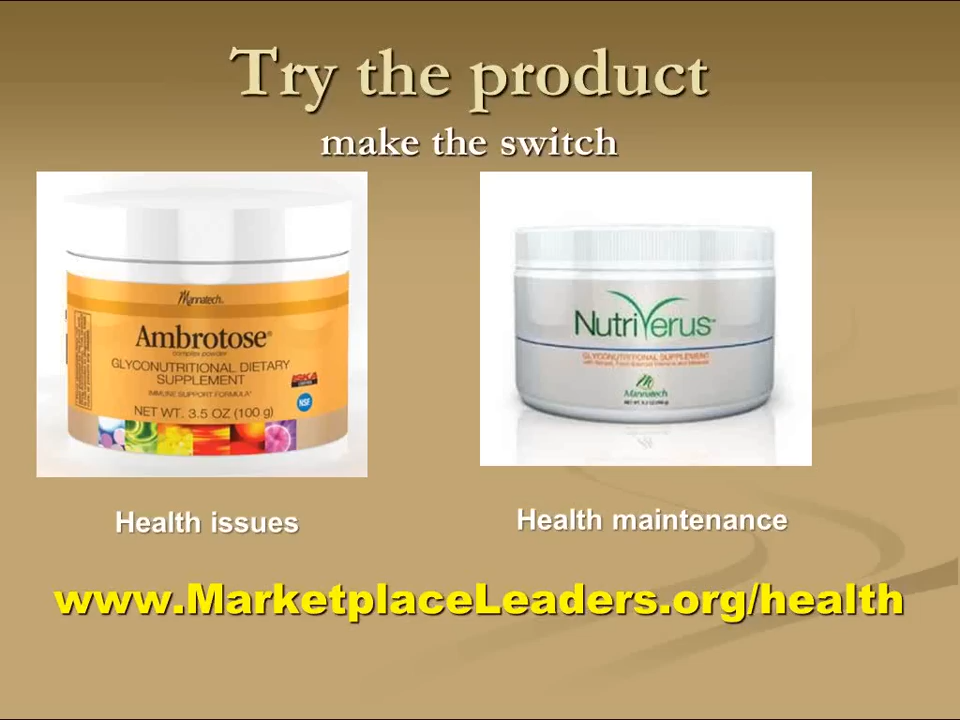 Try the product
make the switch
Mannatech
Ambrotose®
complex powder
GLYCONUTRITIONAL DIETARY
SUPPLEMENT
IMMUNE SUPPORT FORMULA*
NET WT. 3.5 OZ (100 g)
NSF
NutriVerus™
GLYCONUTRITIONAL SUPPLEMENT
Mannatech
Health issues
Health maintenance
www.MarketplaceLeaders.org/health